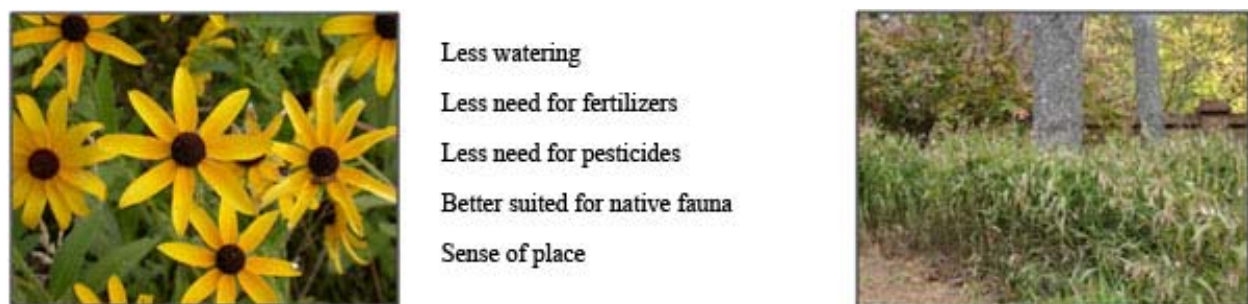 Less watering
Less need for fertilizers
Less need for pesticides
Better suited for native fauna
Sense of place